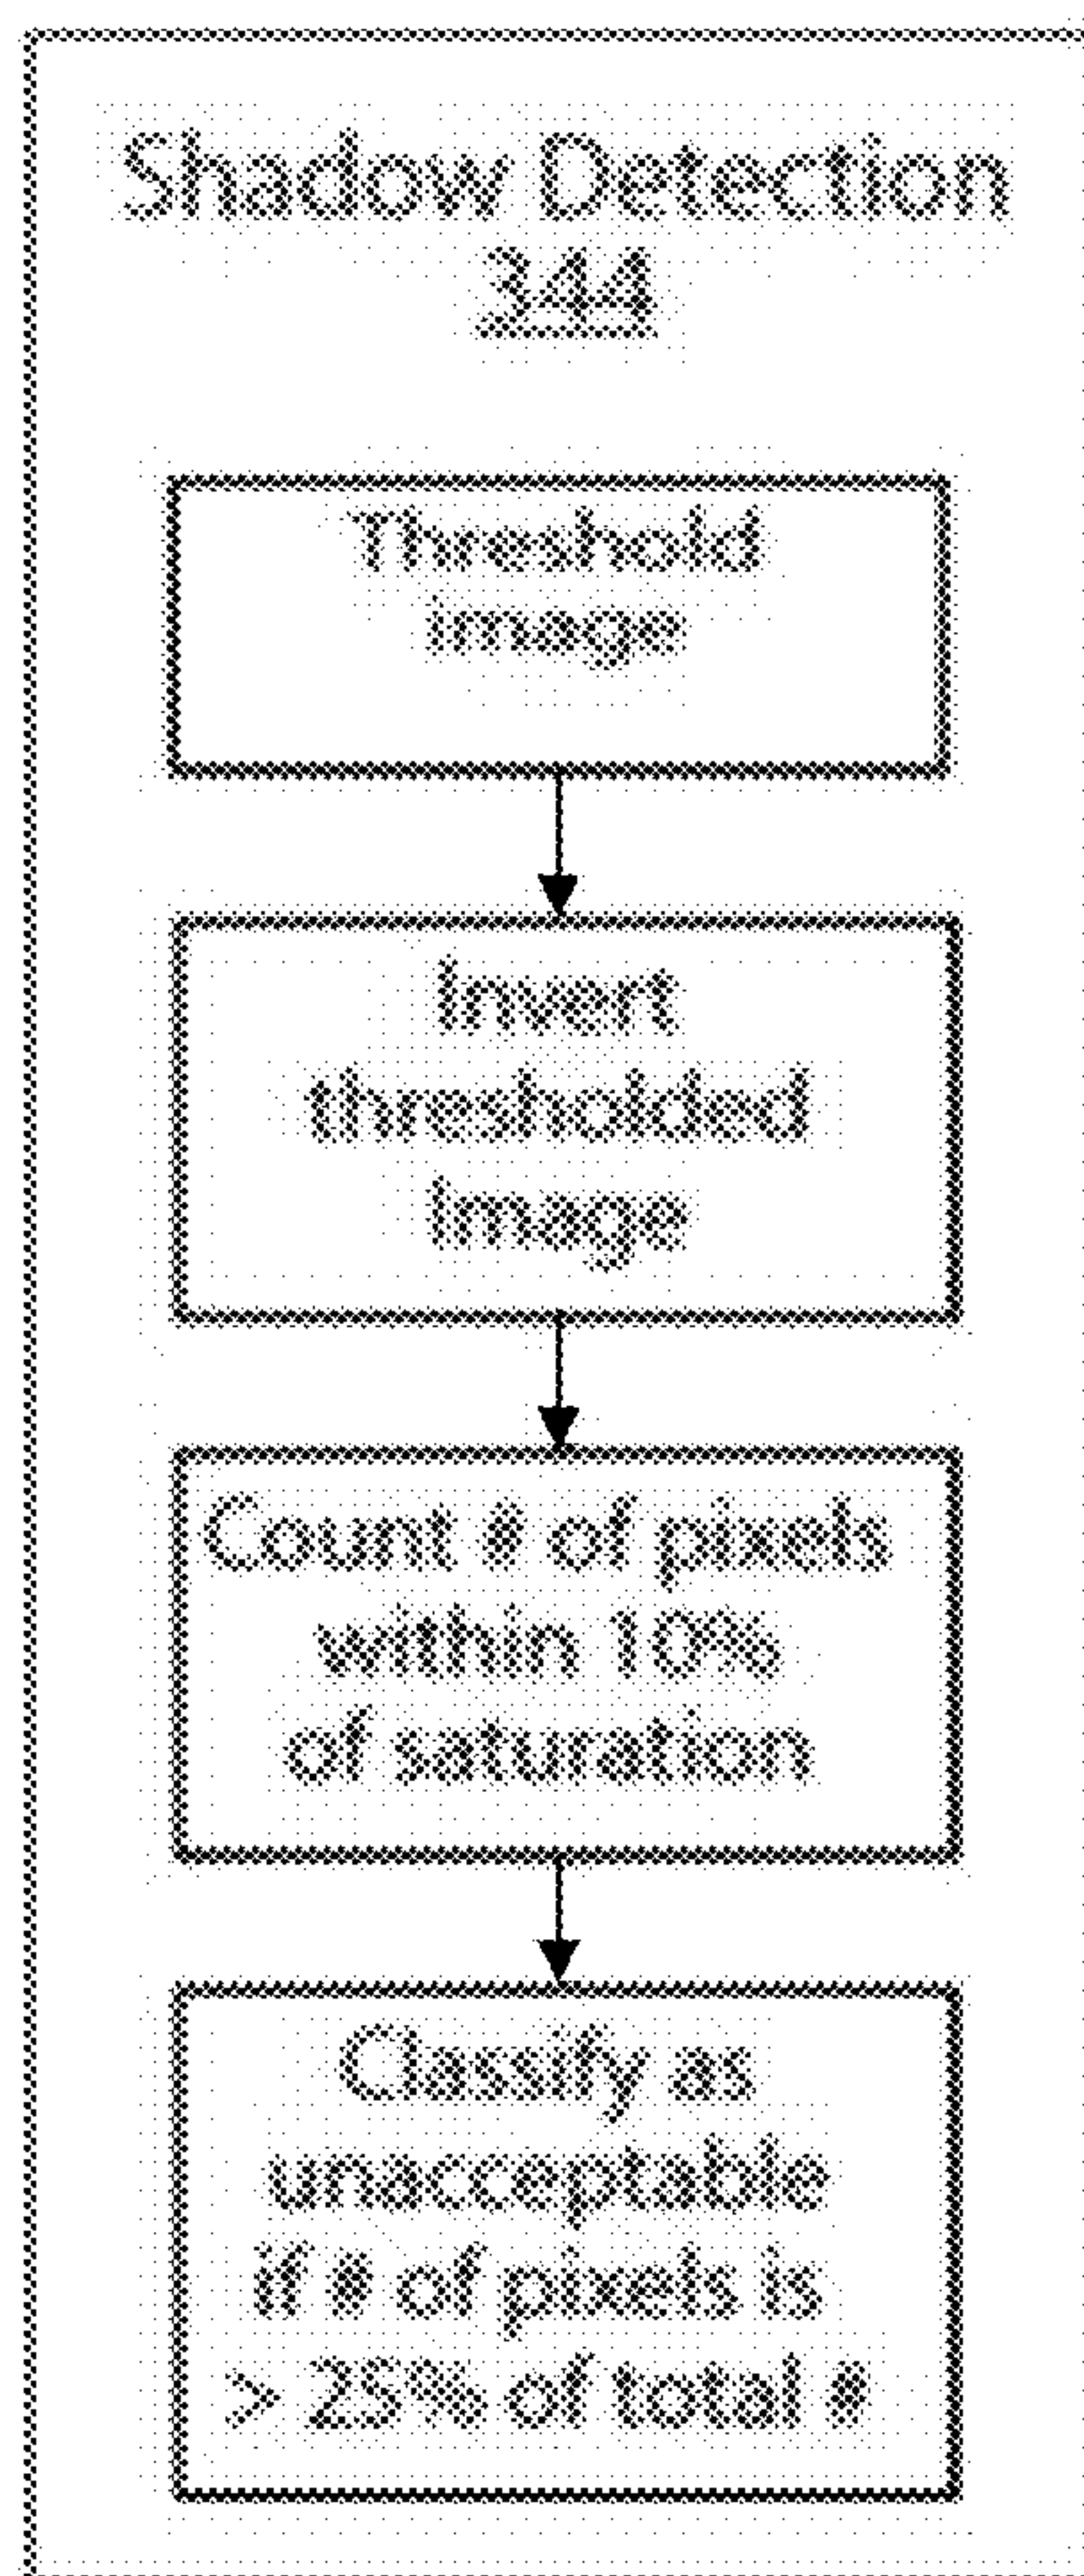 Shadow Detection
344
Threshold
image
Invert
thresholded
Image
Count # of pixels
within 10%
of saturation
Classify as
unacceptable
if # of pixels is
> 25% of total #